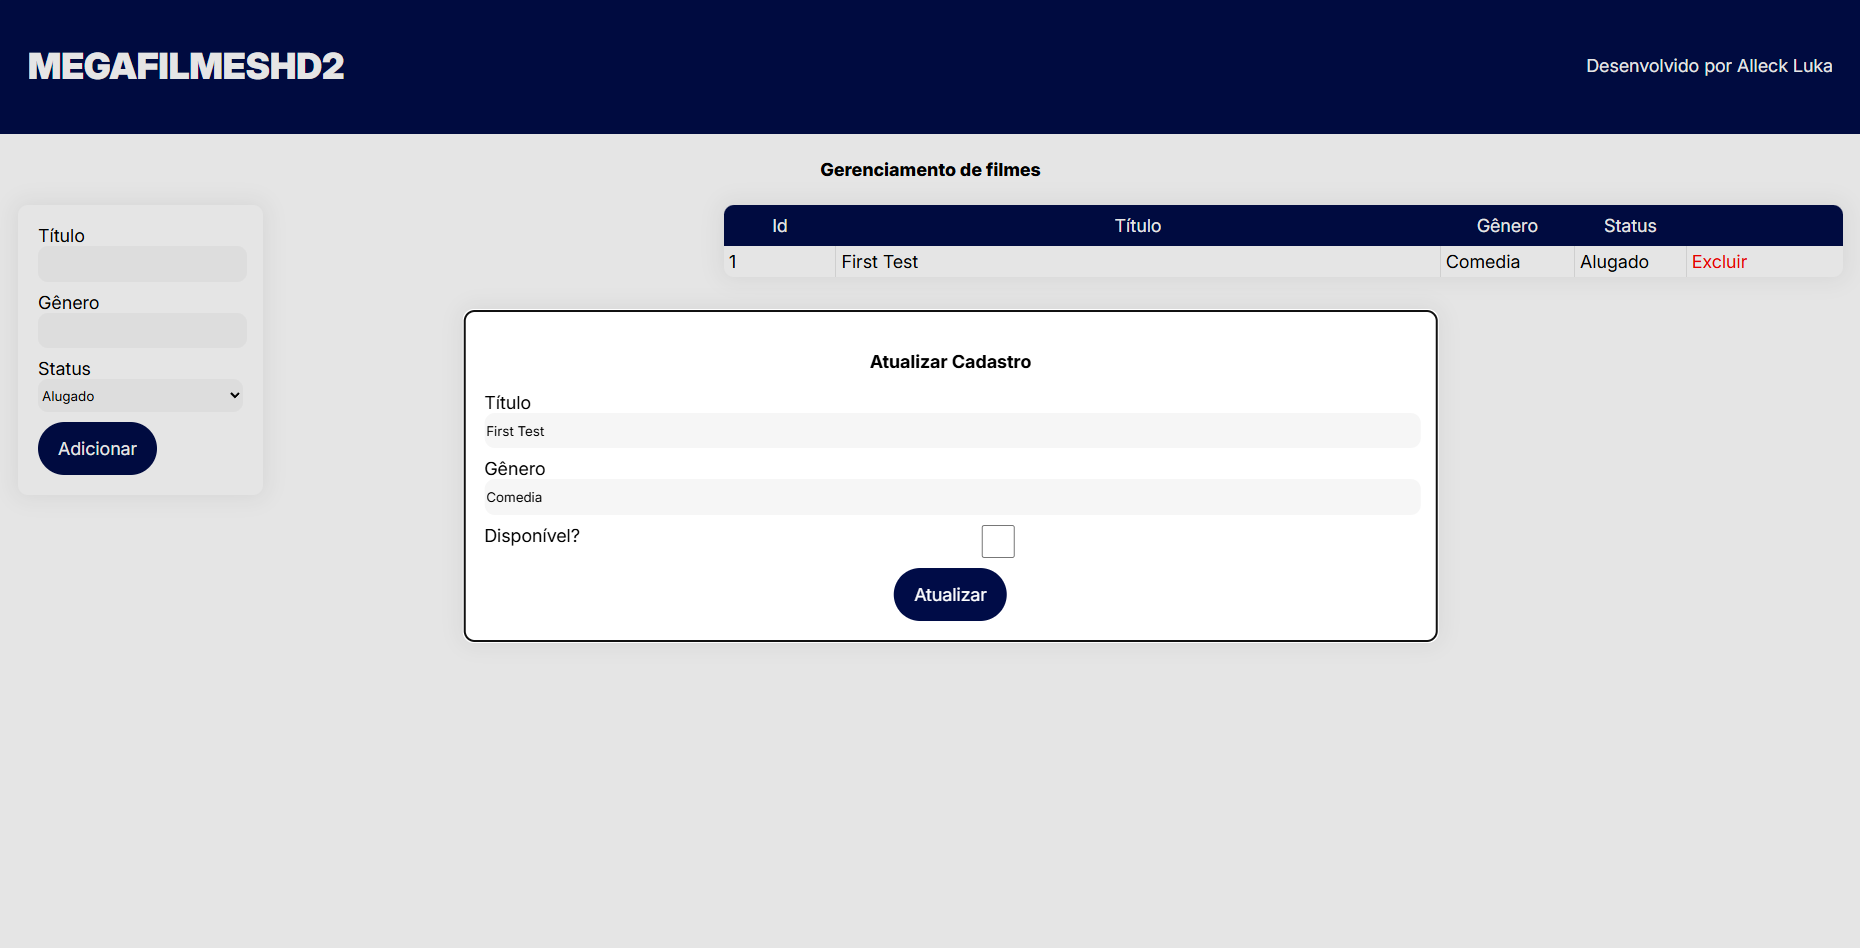 MEGAFILMESHD2
Desenvolvido por Alleck Luka
Gerenciamento de filmes
Título
Gênero
Status
Alugado
Adicionar
Id Título Gênero Status
1 First Test Comedia Alugado Excluir
Atualizar Cadastro
Título
First Test
Gênero
Comedia
Disponível?
Atualizar